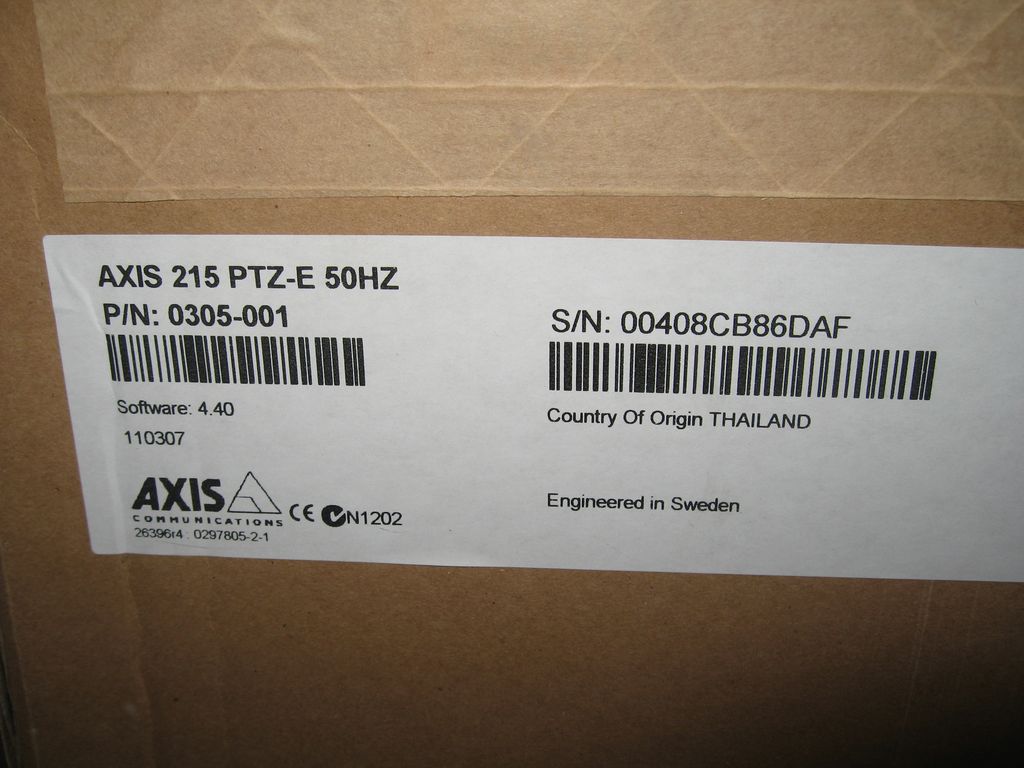 AXIS 215 PTZ-E 50HZ
P/N: 0305-001
S/N: 00408CB86DAF
Software: 4.40
110307
Country Of Origin THAILAND
Engineered in Sweden
AXIS
COMMUNICATIONS
CE N1202
26396r4 : 0297805-2-1